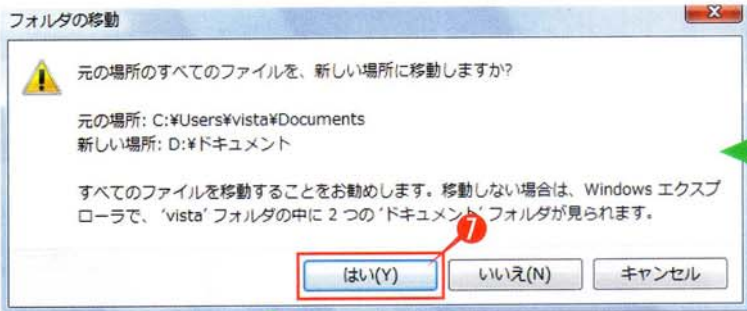 フォルダの移動
元の場所のすべてのファイルを、新しい場所に移動しますか?
元の場所: C:¥Users¥vista¥Documents
新しい場所: D:¥ドキュメント
すべてのファイルを移動することをお勧めします。移動しない場合は、Windows エクスプ
ローラで、'vista' フォルダの中に 2 つの 'ドキュメント' フォルダが見られます。
7
はい(Y) いいえ(N) キャンセル